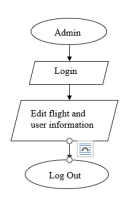 Admin
Login
Edit flight and
user information
Log Out